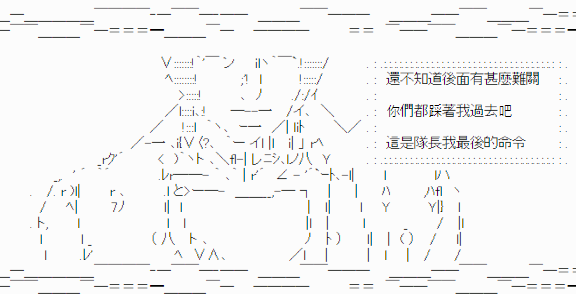 還不知道後面有甚麼難關
你們都踩著我過去吧
這是隊長我最後的命令